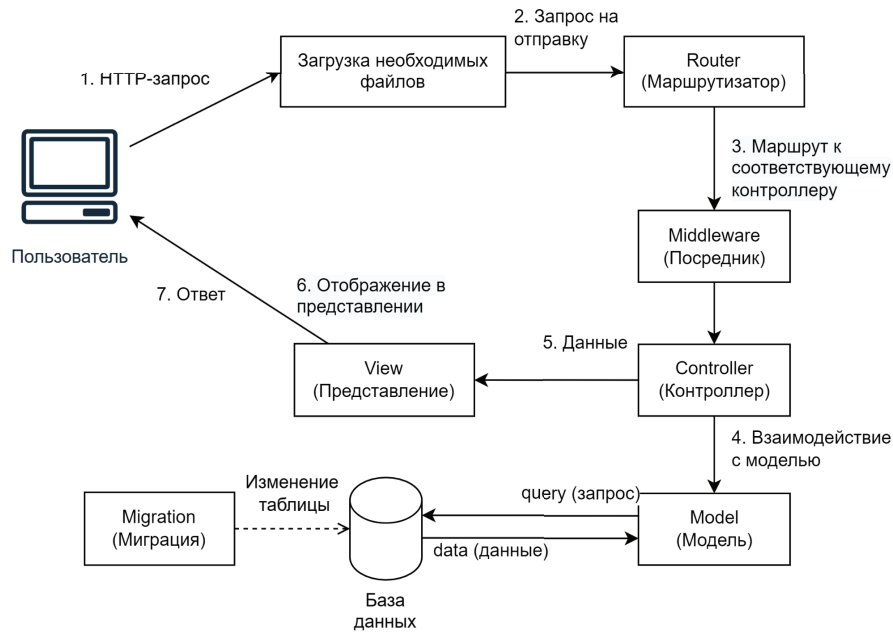 2. Запрос на
отправку
Загрузка необходимых
файлов
Router
(Маршрутизатор)
1. HTTP-запрос
3. Маршрут к
соответствующему
контроллеру
Middleware
(Посредник)
Пользователь
7. Ответ
6. Отображение в
представлении
5. Данные
View
(Представление)
Controller
(Контроллер)
4. Взаимодействие
с моделью
Изменение
таблицы
query (запрос)
Migration
(Миграция)
Model
(Модель)
data (данные)
База
данных